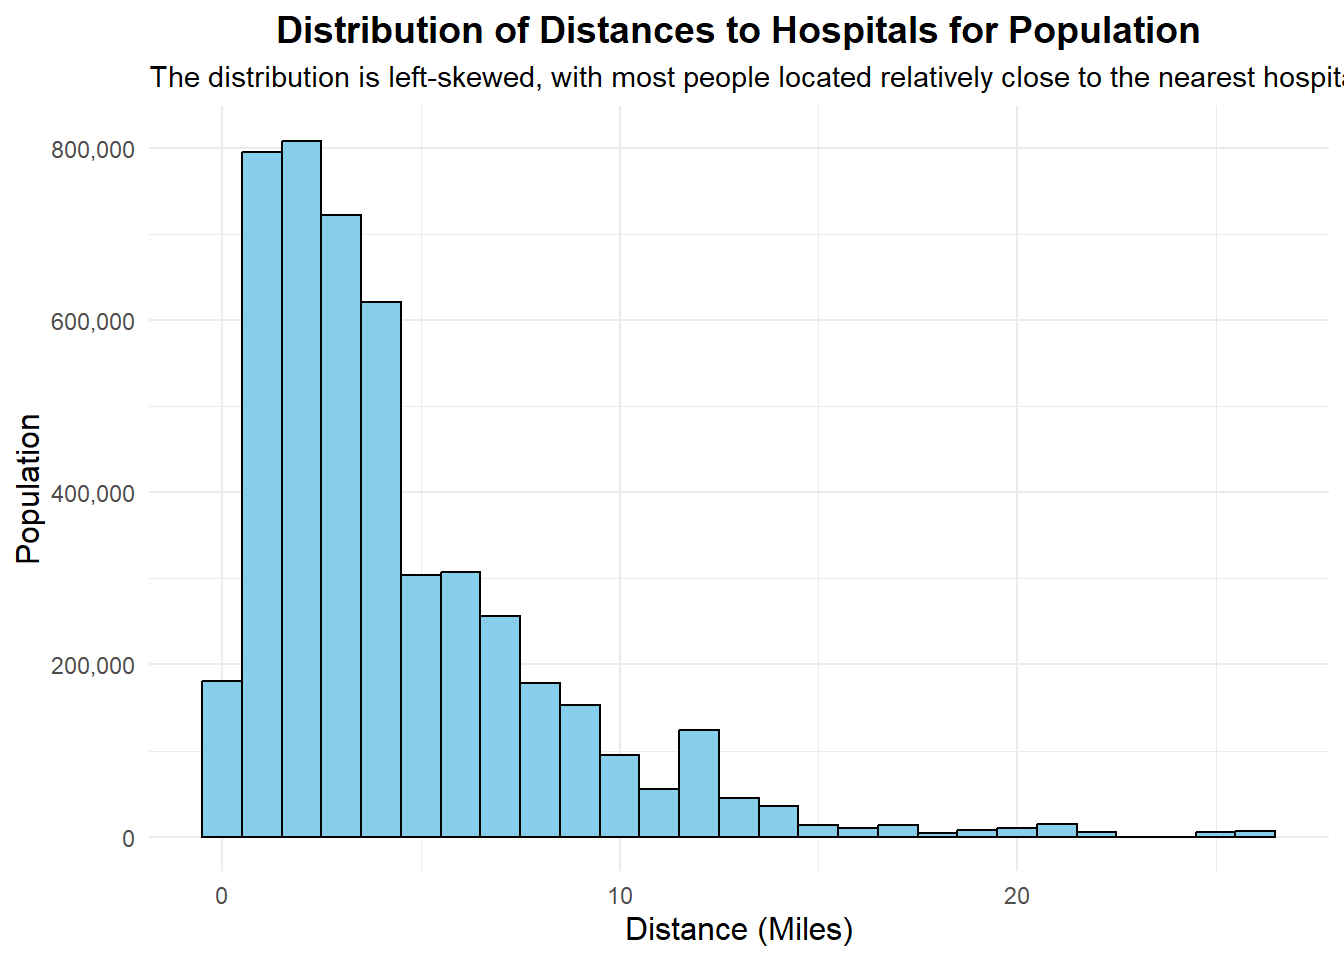 Distribution of Distances to Hospitals for Population
The distribution is left-skewed, with most people located relatively close to the nearest
800,000
600,000
400,000
200,000
0
Population
0 10 20
Distance (Miles)